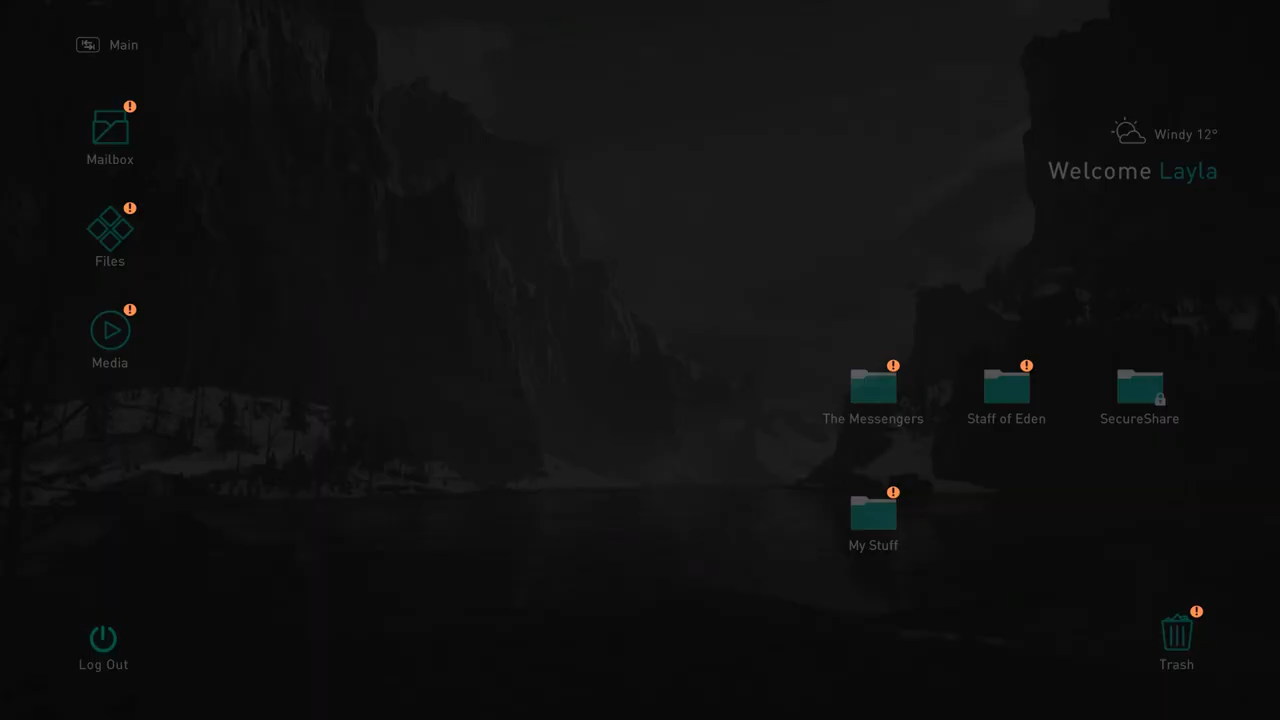 Main
Mailbox
Files
Media
Windy 12°
Welcome Layla
The Messengers
Staff of Eden
SecureShare
My Stuff
Log Out
Trash